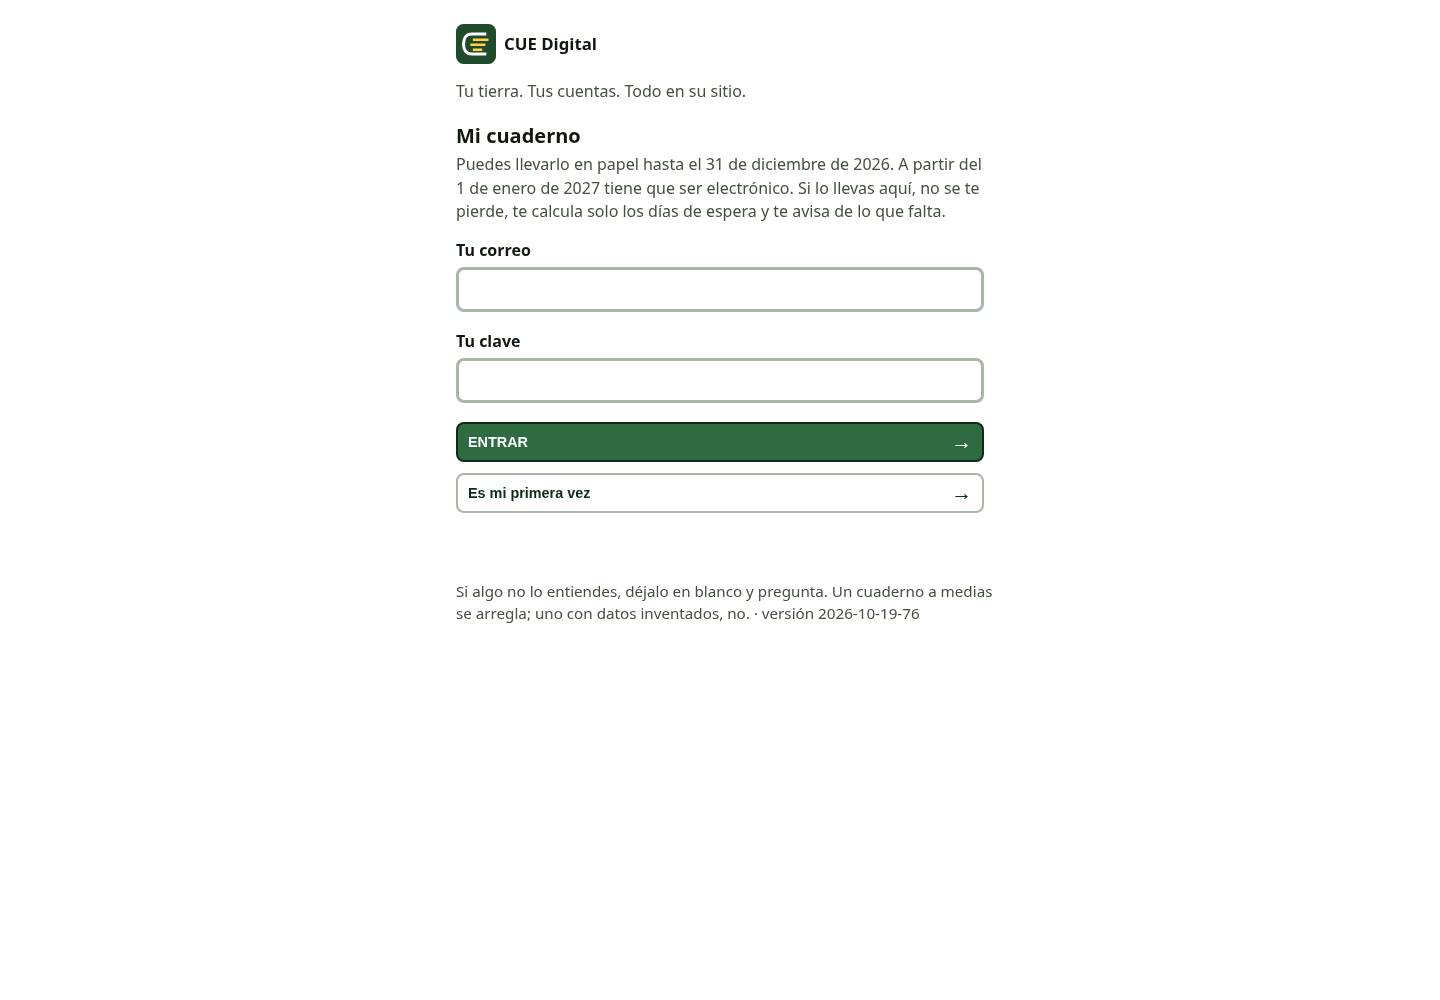 CUE Digital
Tu tierra. Tus cuentas. Todo en su sitio.
Mi cuaderno
Puedes llevarlo en papel hasta el 31 de diciembre de 2026. A partir del
1 de enero de 2027 tiene que ser electrónico. Si lo llevas aquí, no se te
pierde, te calcula solo los días de espera y te avisa de lo que falta.
Tu correo
Tu clave
ENTRAR →
Es mi primera vez →
Si algo no lo entiendes, déjalo en blanco y pregunta. Un cuaderno a medias
se arregla; uno con datos inventados, no. · versión 2026-10-19-76